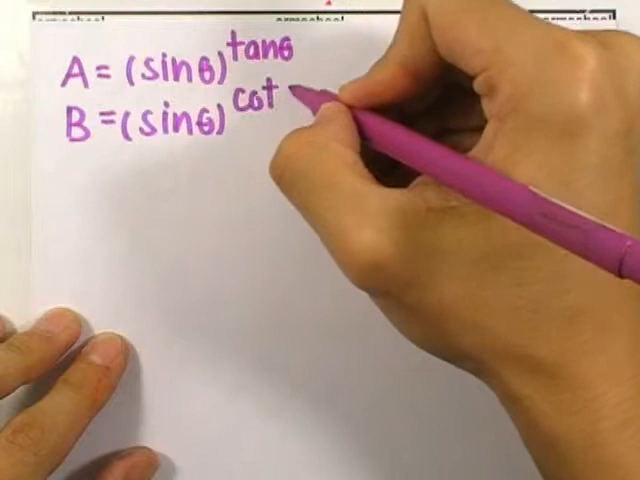 A = (sinθ)^tanθ
B = (sinθ)^cot